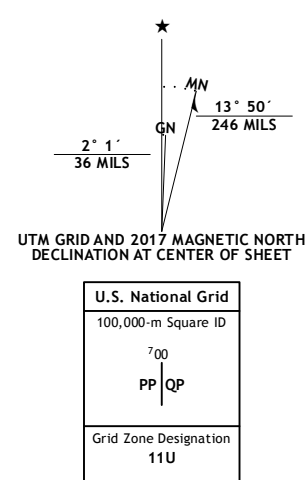 ★
MN
GN
13° 50´
246 MILS
2° 1´
36 MILS
UTM GRID AND 2017 MAGNETIC NORTH
DECLINATION AT CENTER OF SHEET
U.S. National Grid
100,000-m Square ID
⁷00
PP QP
Grid Zone Designation
11U